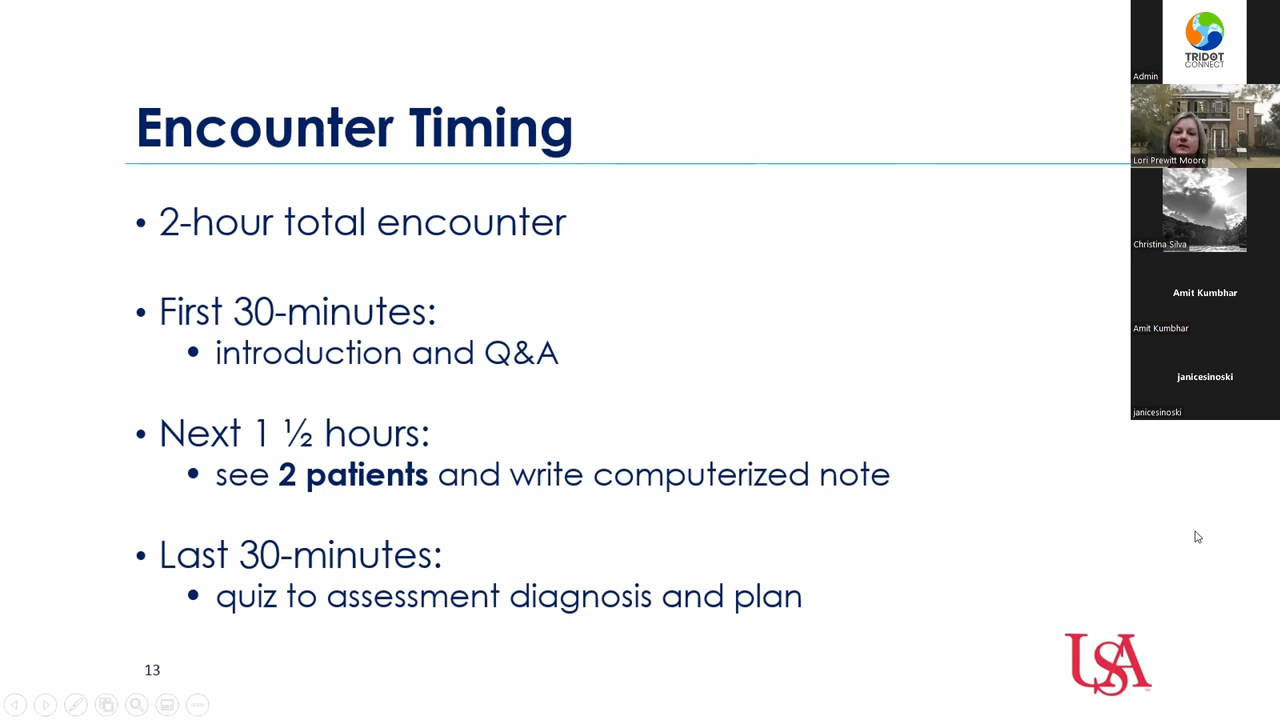 Encounter Timing
• 2-hour total encounter
• First 30-minutes:
• introduction and Q&A
• Next 1 ½ hours:
• see 2 patients and write computerized note
• Last 30-minutes:
• quiz to assessment diagnosis and plan
13
USA
TRIDOT
CONNECT
Admin
Lori Prewitt Moore
Christina Silva
Amit Kumbhar
Amit Kumbhar
janicesinoski
janicesinoski